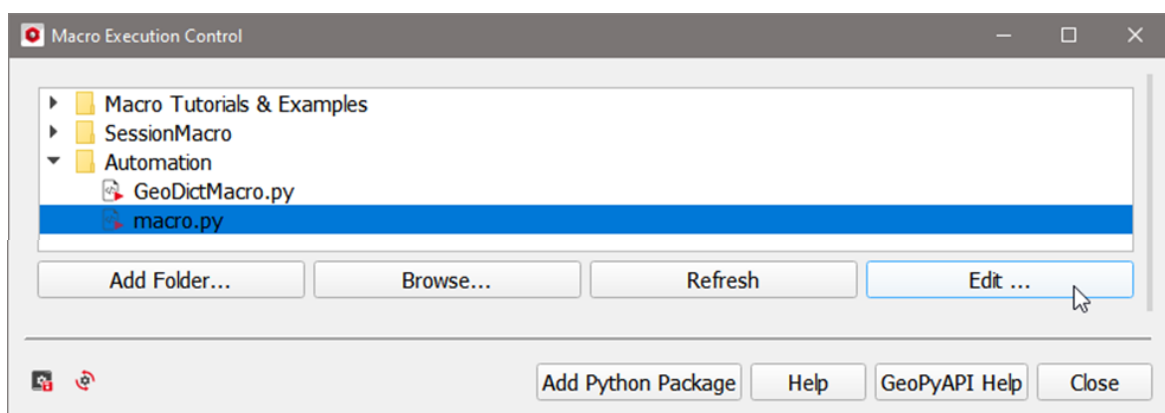 Macro Execution Control
Macro Tutorials & Examples
SessionMacro
Automation
GeoDictMacro.py
macro.py
Add Folder... Browse... Refresh Edit ...
Add Python Package Help GeoPyAPI Help Close